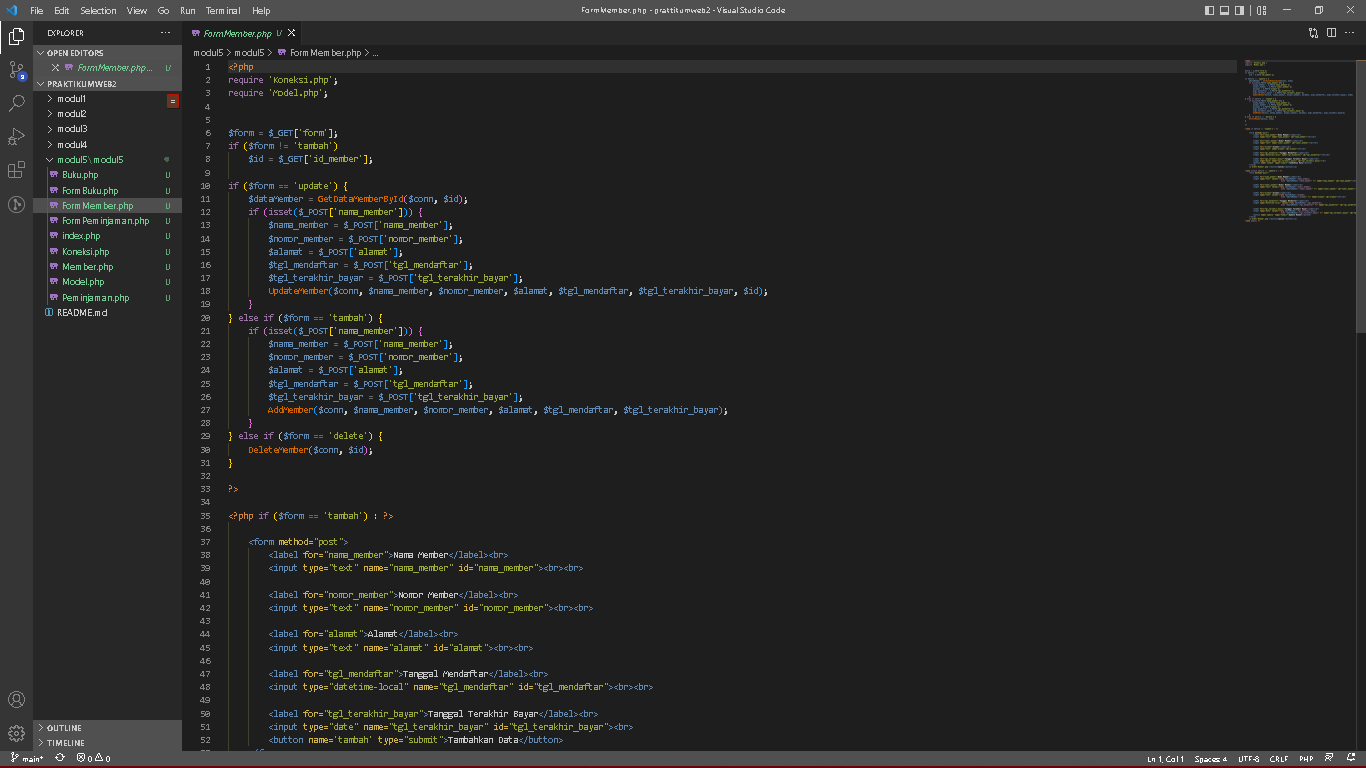 File Edit Selection View Go Run Terminal Help
FormMember.php - praktikumweb2 - Visual Studio Code
EXPLORER
OPEN EDITORS
FormMember.php... U
PRAKTIKUMWEB2
modul1
modul2
modul3
modul4
modul5\modul5
Buku.php U
FormBuku.php U
FormMember.php U
FormPeminjaman.php U
index.php U
Koneksi.php U
Member.php U
Model.php U
Peminjaman.php U
README.md
OUTLINE
TIMELINE
FormMember.php U
modul5 > modul5 > FormMember.php > ...
1 <?php
2 require 'Koneksi.php';
3 require 'Model.php';
4
5
6 $form = $_GET['form'];
7 if ($form != 'tambah')
8 $id = $_GET['id_member'];
9
10 if ($form == 'update') {
11 $dataMember = GetDataMemberById($conn, $id);
12 if (isset($_POST['nama_member'])) {
13 $nama_member = $_POST['nama_member'];
14 $nomor_member = $_POST['nomor_member'];
15 $alamat = $_POST['alamat'];
16 $tgl_mendaftar = $_POST['tgl_mendaftar'];
17 $tgl_terakhir_bayar = $_POST['tgl_terakhir_bayar'];
18 UpdateMember($conn, $nama_member, $nomor_member, $alamat, $tgl_mendaftar, $tgl_terakhir_bayar, $id);
19 }
20 } else if ($form == 'tambah') {
21 if (isset($_POST['nama_member'])) {
22 $nama_member = $_POST['nama_member'];
23 $nomor_member = $_POST['nomor_member'];
24 $alamat = $_POST['alamat'];
25 $tgl_mendaftar = $_POST['tgl_mendaftar'];
26 $tgl_terakhir_bayar = $_POST['tgl_terakhir_bayar'];
27 AddMember($conn, $nama_member, $nomor_member, $alamat, $tgl_mendaftar, $tgl_terakhir_bayar);
28 }
29 } else if ($form == 'delete') {
30 DeleteMember($conn, $id);
31 }
32
33 ?>
34
35 <?php if ($form == 'tambah') : ?>
36
37 <form method="post">
38 <label for="nama_member">Nama Member</label><br>
39 <input type="text" name="nama_member" id="nama_member"><br><br>
40
41 <label for="nomor_member">Nomor Member</label><br>
42 <input type="text" name="nomor_member" id="nomor_member"><br><br>
43
44 <label for="alamat">Alamat</label><br>
45 <input type="text" name="alamat" id="alamat"><br><br>
46
47 <label for="tgl_mendaftar">Tanggal Mendaftar</label><br>
48 <input type="datetime-local" name="tgl_mendaftar" id="tgl_mendaftar"><br><br>
49
50 <label for="tgl_terakhir_bayar">Tanggal Terakhir Bayar</label><br>
51 <input type="date" name="tgl_terakhir_bayar" id="tgl_terakhir_bayar"><br>
52 <button name='tambah' type="submit">Tambahkan Data</button>
main* 0 0 Ln 1, Col 1 Spaces: 4 UTF-8 CRLF PHP